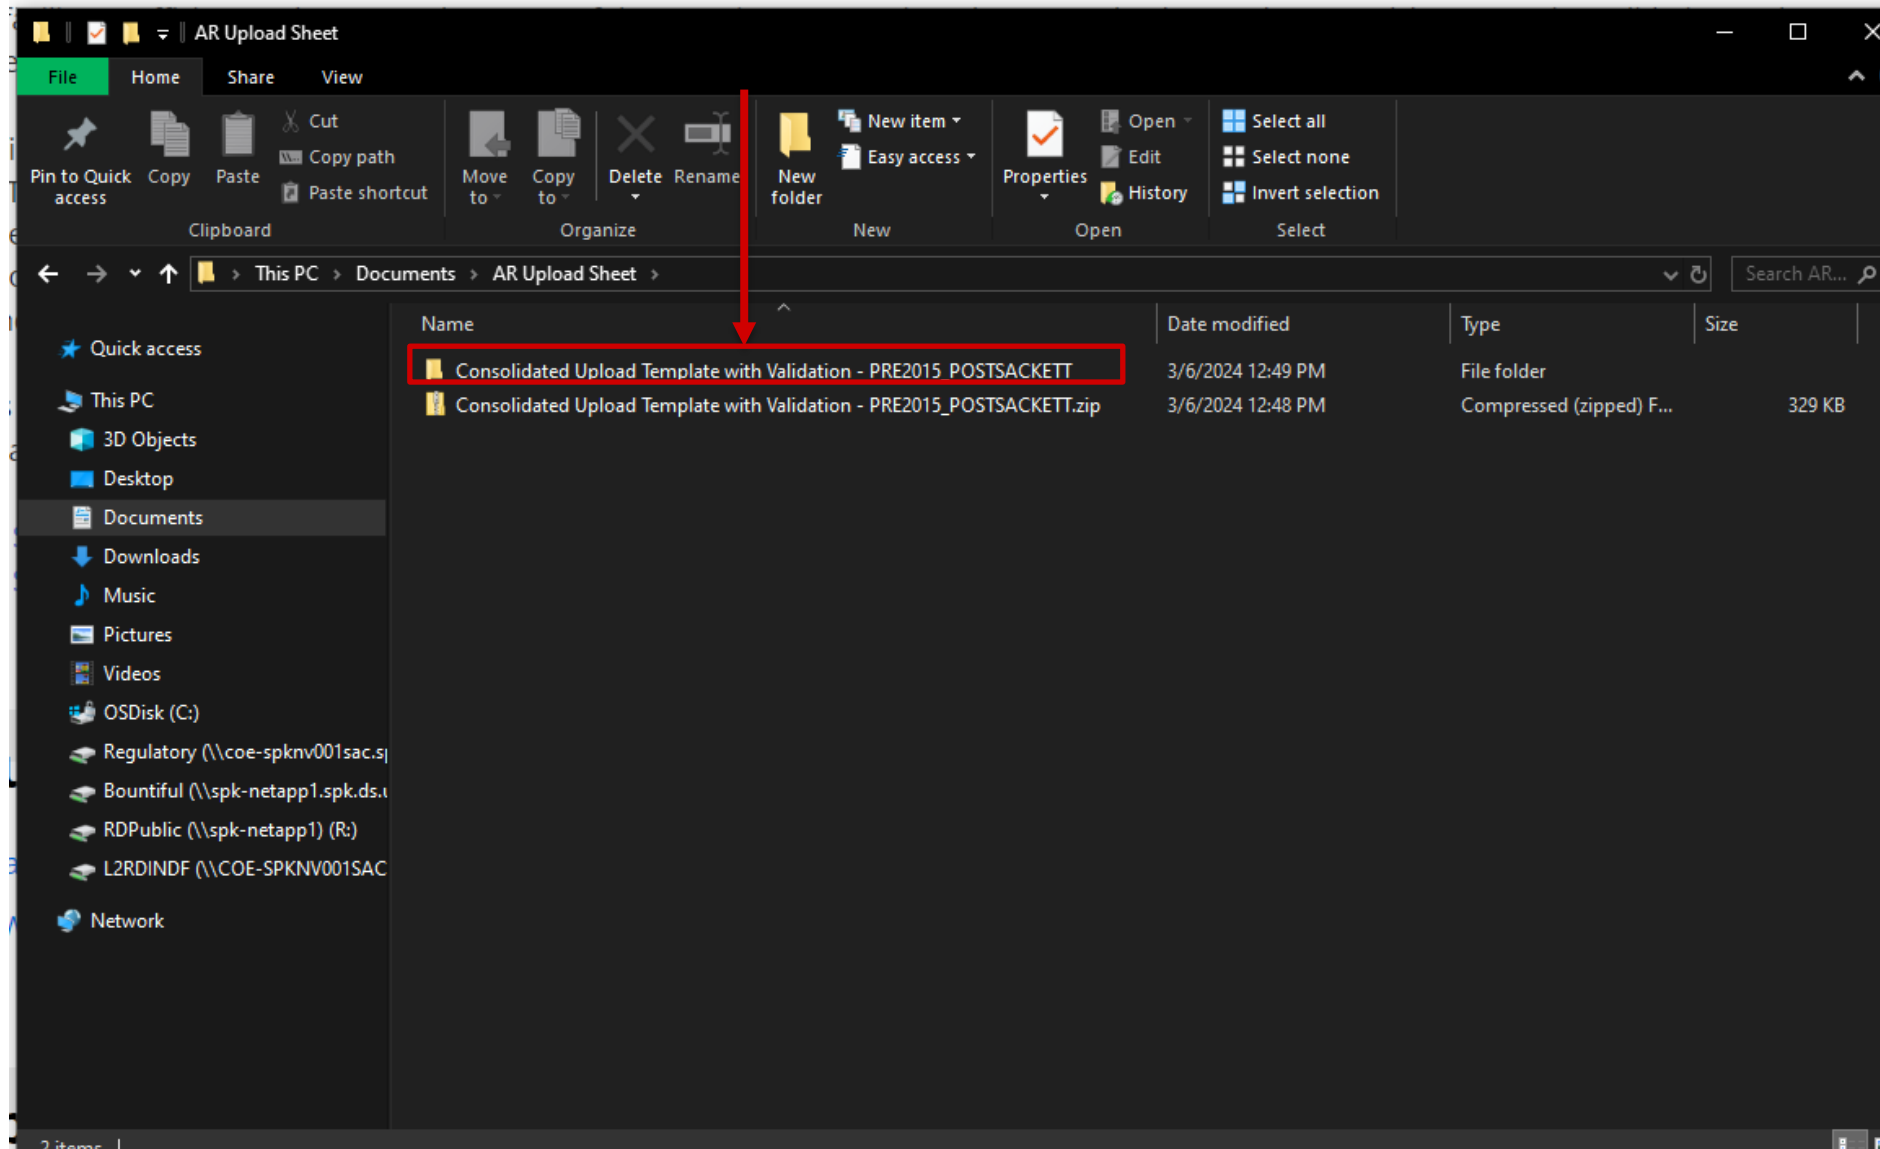 AR Upload Sheet
File Home Share View
Pin to Quick access
Copy
Paste
Cut
Copy path
Paste shortcut
Clipboard
Move to
Copy to
Delete
Rename
Organize
New folder
New item
Easy access
New
Properties
Open
Edit
History
Open
Select all
Select none
Invert selection
Select
This PC > Documents > AR Upload Sheet >
Search AR...
Name Date modified Type Size
Consolidated Upload Template with Validation - PRE2015_POSTSACKETT 3/6/2024 12:49 PM File folder
Consolidated Upload Template with Validation - PRE2015_POSTSACKETT.zip 3/6/2024 12:48 PM Compressed (zipped) F... 329 KB
Quick access
This PC
3D Objects
Desktop
Documents
Downloads
Music
Pictures
Videos
OSDisk (C:)
Regulatory (\\coe-spknv001sac.sp
Bountiful (\\spk-netapp1.spk.ds.u
RDPublic (\\spk-netapp1) (R:)
L2RDINDF (\\COE-SPKNV001SAC
Network
2 items